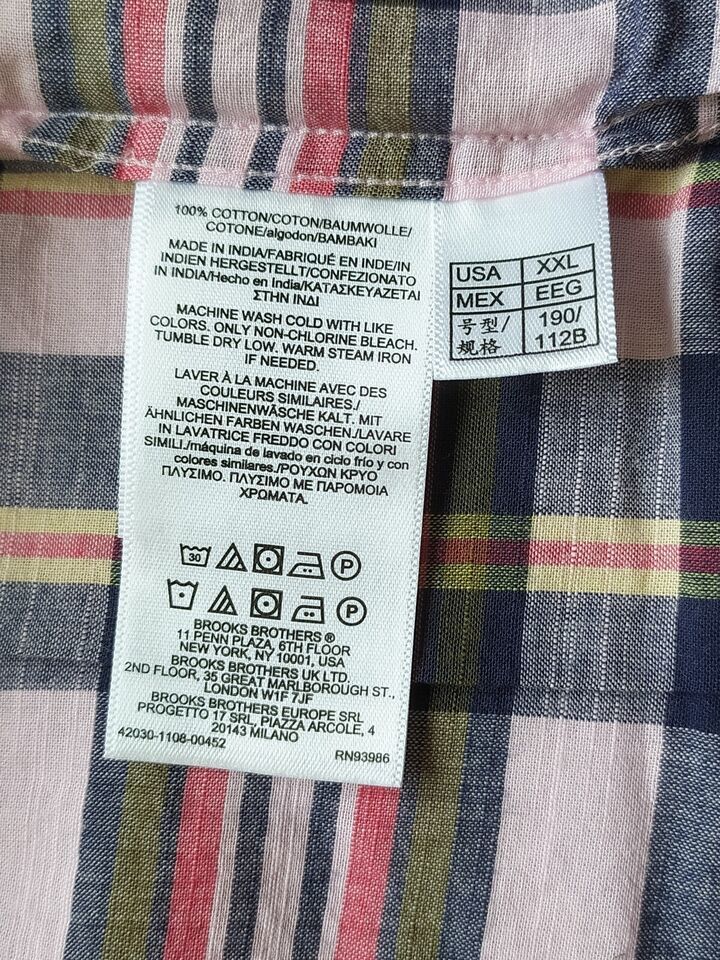 100% COTTON/COTON/BAUMWOLLE/
COTONE/algodon/BAMBAKI
MADE IN INDIA/FABRIQUÉ EN INDE/IN
INDIEN HERGESTELLT/CONFEZIONATO
IN INDIA/Hecho en India/ΚΑΤΑΣΚΕΥΑΖΕΤΑΙ
ΣΤΗΝ ΙΝΔΙ
MACHINE WASH COLD WITH LIKE
COLORS. ONLY NON-CHLORINE BLEACH.
TUMBLE DRY LOW. WARM STEAM IRON
IF NEEDED.
LAVER À LA MACHINE AVEC DES
COULEURS SIMILAIRES./
MASCHINENWÄSCHE KALT. MIT
ÄHNLICHEN FARBEN WASCHEN./LAVARE
IN LAVATRICE FREDDO CON COLORI
SIMILI./máquina de lavado en ciclo frío y con
colores similares./ΡΟΥΧΩΝ ΚΡΥΟ
ΠΛΥΣΙΜΟ. ΠΛΥΣΙΜΟ ΜΕ ΠΑΡΟΜΟΙΑ
ΧΡΩΜΑΤΑ.
30 P
P
BROOKS BROTHERS ®
11 PENN PLAZA, 6TH FLOOR
NEW YORK, NY 10001, USA
BROOKS BROTHERS UK LTD.
2ND FLOOR, 35 GREAT MARLBOROUGH ST.,
LONDON W1F 7JF
BROOKS BROTHERS EUROPE SRL
PROGETTO 17 SRL, PIAZZA ARCOLE, 4
20143 MILANO
42030-1108-00452 RN93986
USA XXL
MEX EEG
号型/ 190/
规格 112B